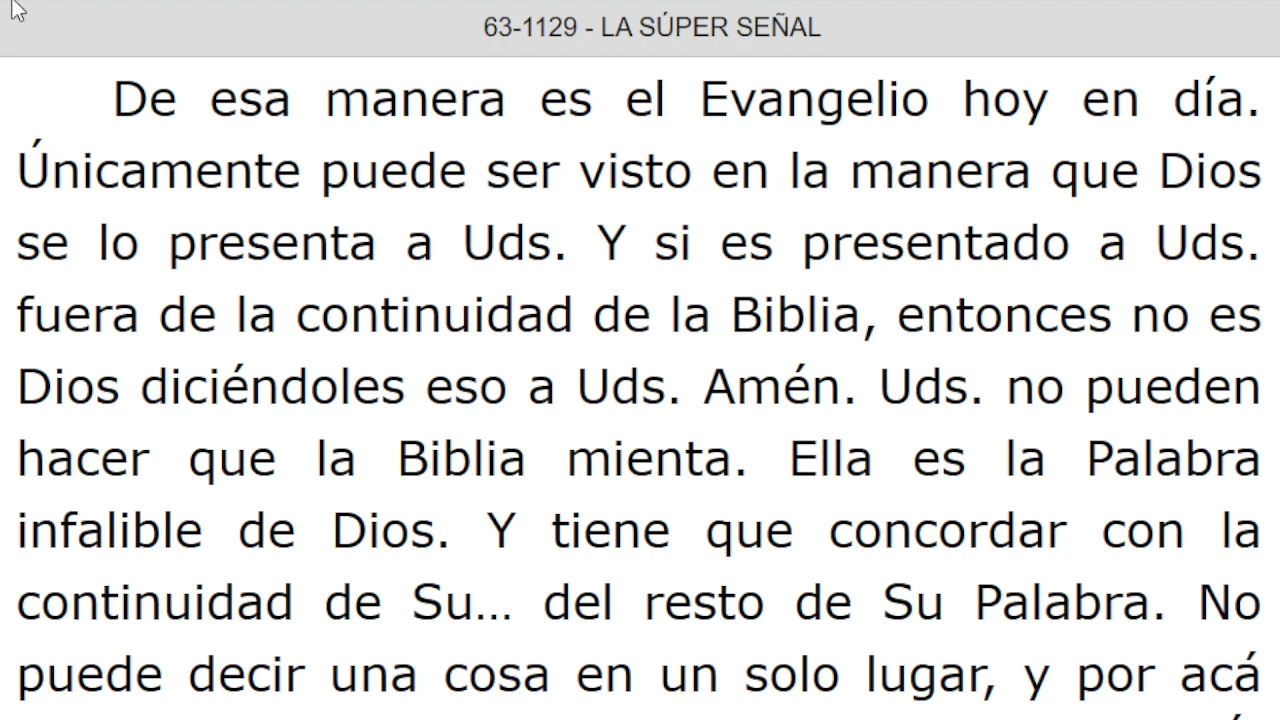 63-1129 - LA SÚPER SEÑAL
De esa manera es el Evangelio hoy en día.
Únicamente puede ser visto en la manera que Dios
se lo presenta a Uds. Y si es presentado a Uds.
fuera de la continuidad de la Biblia, entonces no es
Dios diciéndoles eso a Uds. Amén. Uds. no pueden
hacer que la Biblia mienta. Ella es la Palabra
infalible de Dios. Y tiene que concordar con la
continuidad de Su... del resto de Su Palabra. No
puede decir una cosa en un solo lugar, y por acá